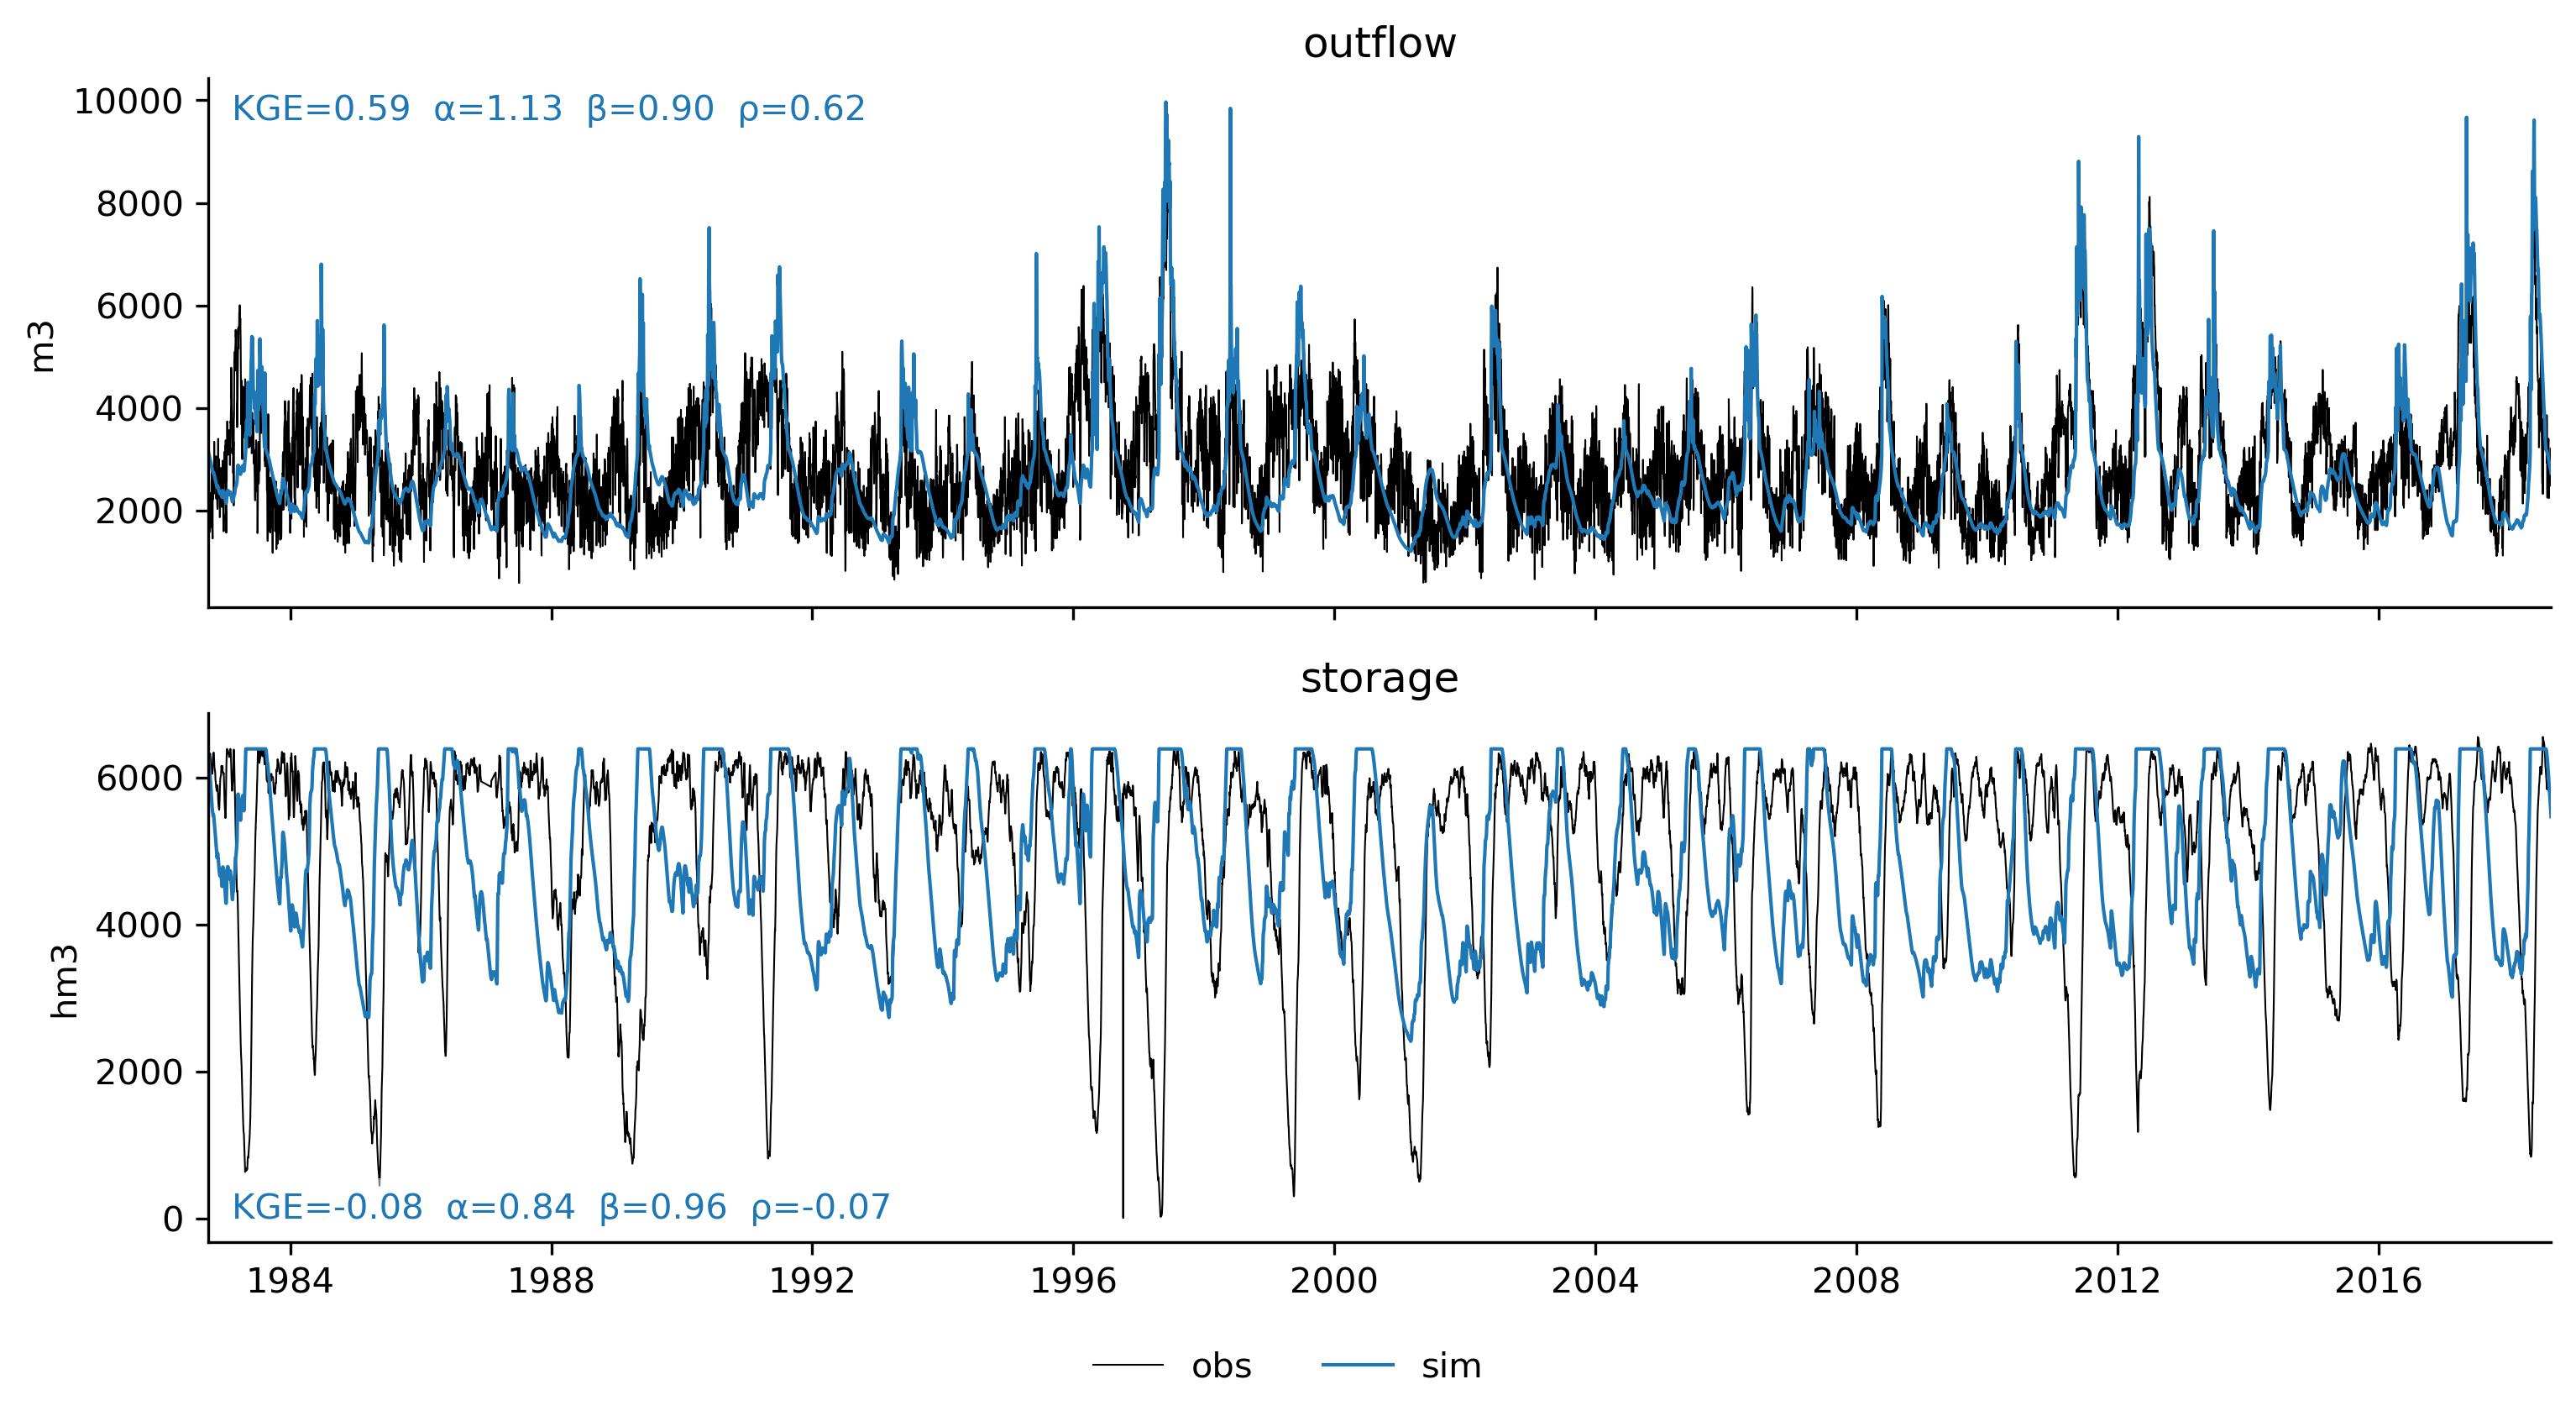 outflow
10000
8000
6000
4000
2000
m3
KGE=0.59 α=1.13 β=0.90 ρ=0.62
storage
6000
4000
2000
0
hm3
KGE=-0.08 α=0.84 β=0.96 ρ=-0.07
1984 1988 1992 1996 2000 2004 2008 2012 2016
obs sim